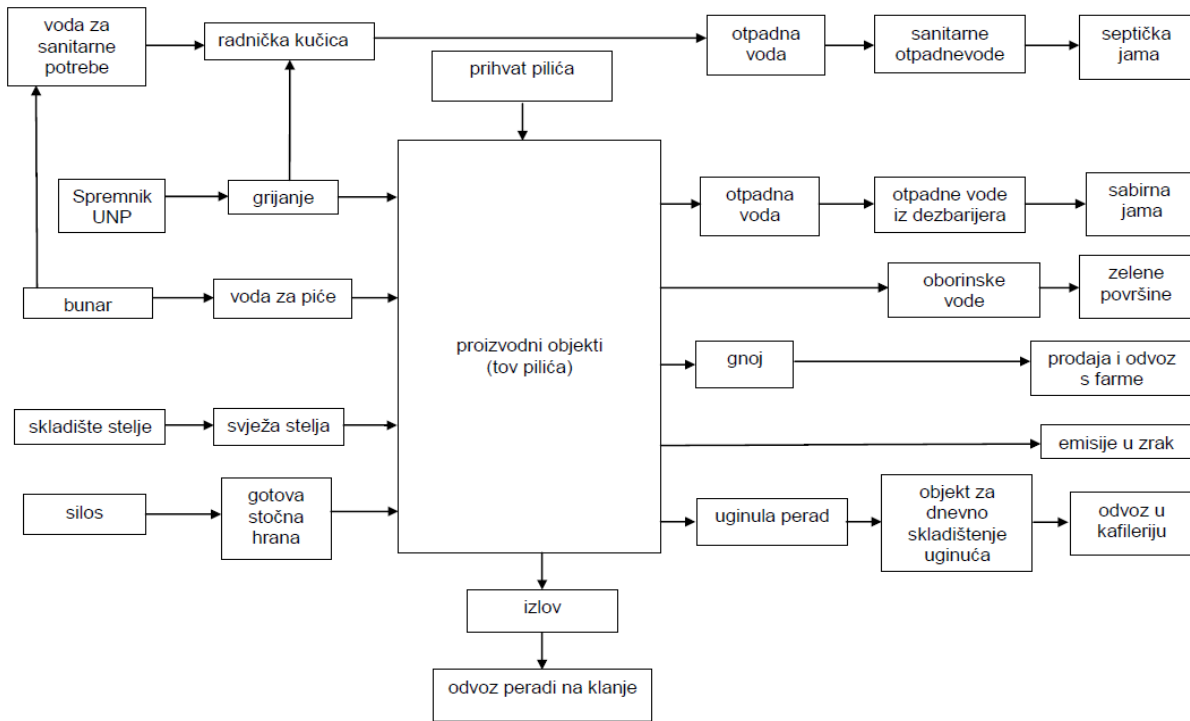 voda za
sanitarne
potrebe
radnička kučica
otpadna
voda
sanitarne
otpadnevode
septička
jama
prihvat pilića
Spremnik
UNP
grijanje
otpadna
voda
otpadne vode
iz dezbarijera
sabirna
jama
bunar
voda za piće
oborinske
vode
zelene
površine
proizvodni objekti
(tov pilića)
gnoj
prodaja i odvoz
s farme
skladište stelje
svježa stelja
emisije u zrak
silos
gotova
stočna
hrana
uginula perad
objekt za
dnevno
skladištenje
uginuća
odvoz u
kafileriju
izlov
odvoz peradi na klanje